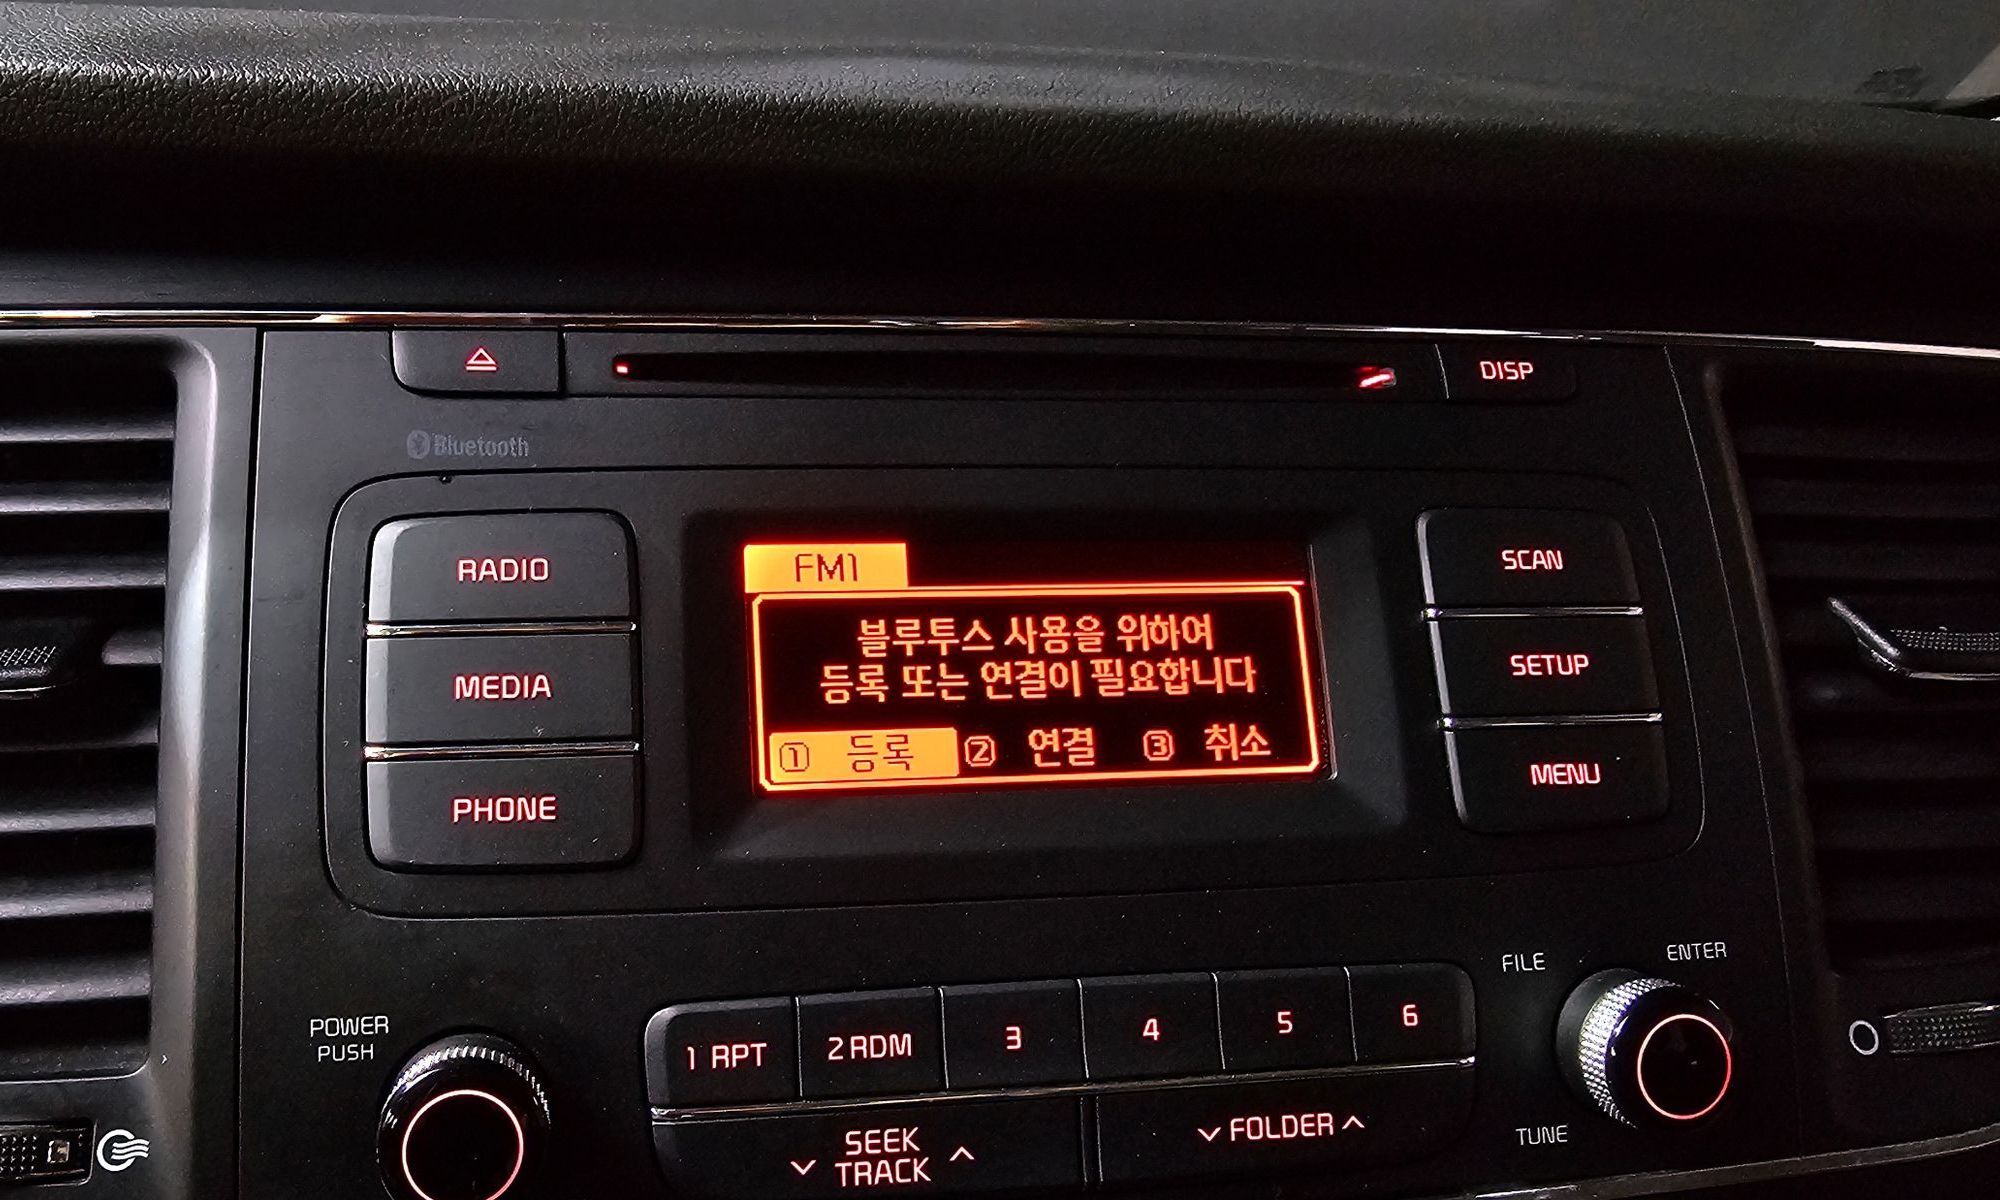 DISP
Bluetooth
RADIO
MEDIA
PHONE
FM1
블루투스 사용을 위하여
등록 또는 연결이 필요합니다
① 등록 ② 연결 ③ 취소
SCAN
SETUP
MENU
POWER
PUSH
1 RPT 2 RDM 3 4 5 6
SEEK
TRACK
FOLDER
FILE
ENTER
TUNE